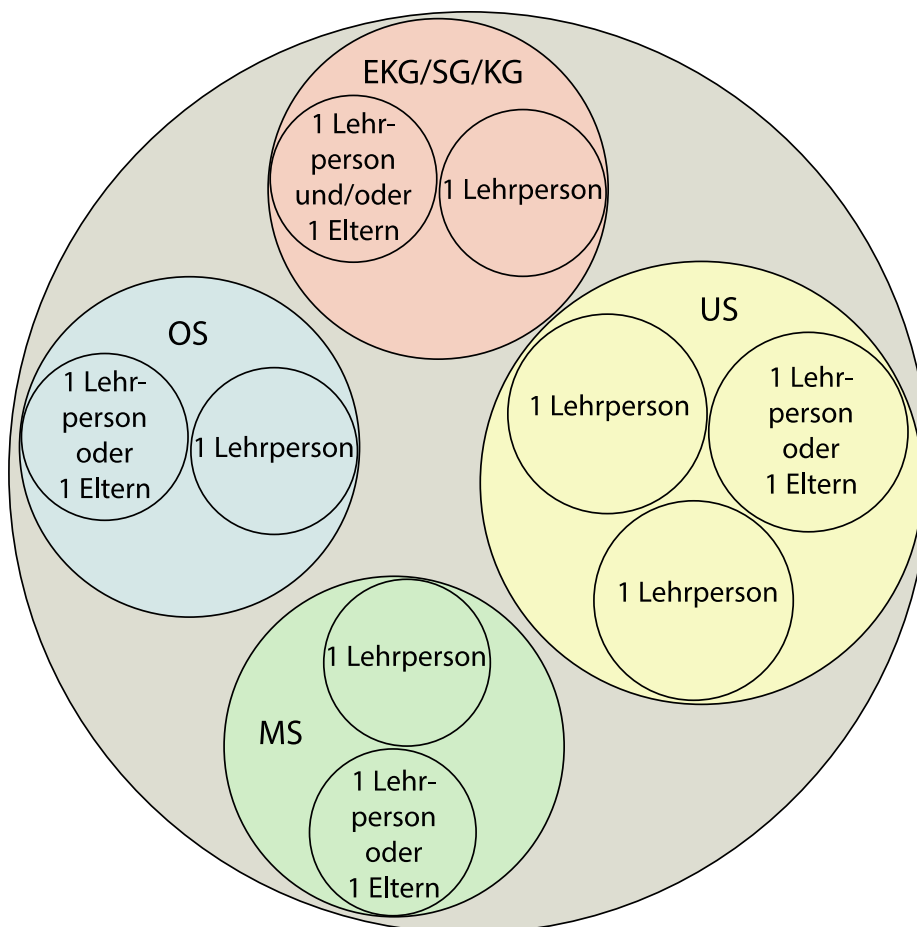 EKG/SG/KG
1 Lehr-
person
und/oder
1 Eltern
1 Lehrperson
OS
1 Lehr-
person
oder
1 Eltern
1 Lehrperson
US
1 Lehrperson
1 Lehr-
person
oder
1 Eltern
1 Lehrperson
MS
1 Lehrperson
1 Lehr-
person
oder
1 Eltern